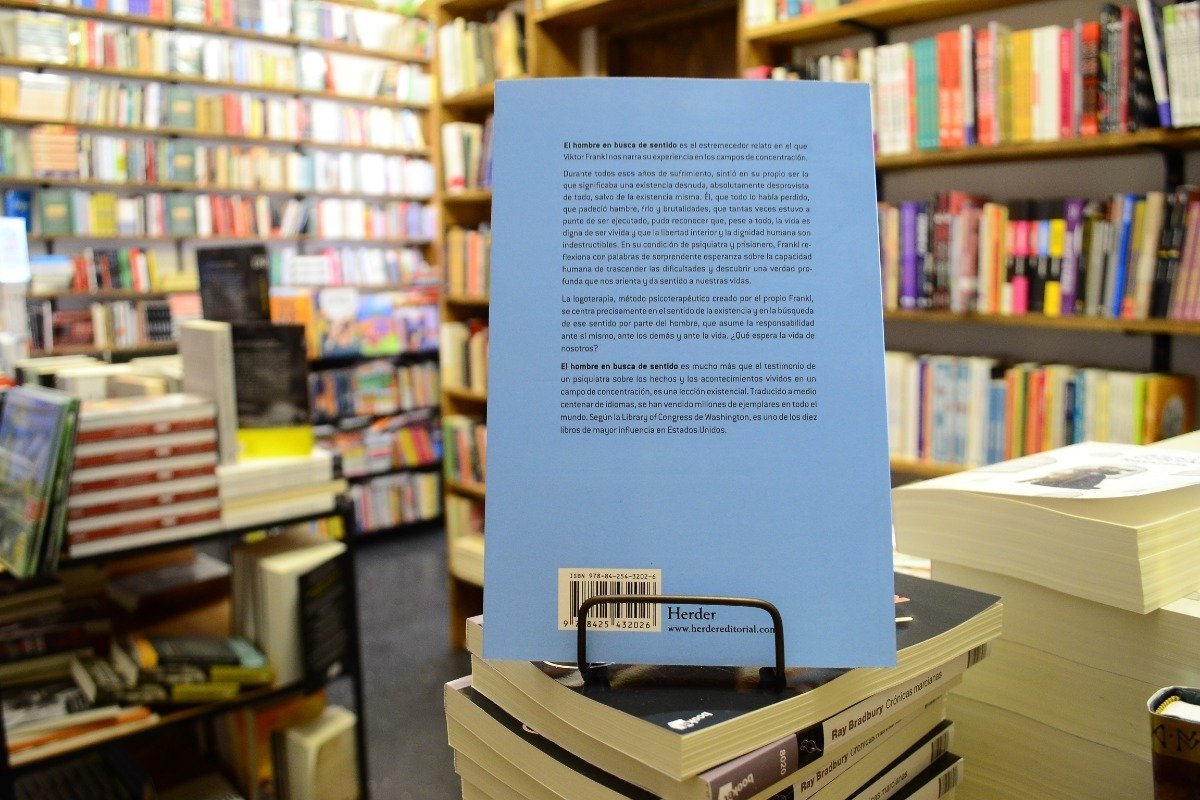 El hombre en busca de sentido es el estremecedor relato en el que
Viktor Frankl nos narra su experiencia en los campos de concentración.
Durante todos esos años de sufrimiento, sintió en su propio ser lo
que significaba una existencia desnuda, absolutamente desprovista
de todo, salvo de la existencia misma. Él, que todo lo había perdido,
que padeció hambre, frío y brutalidades, que tantas veces estuvo a
punto de ser ejecutado, pudo reconocer que, pese a todo, la vida es
digna de ser vivida y que la libertad interior y la dignidad humana son
indestructibles. En su condición de psiquiatra y prisionero, Frankl re-
flexiona con palabras de sorprendente esperanza sobre la capacidad
humana de trascender las dificultades y descubrir una verdad pro-
funda que nos orienta y da sentido a nuestras vidas.
La logoterapia, método psicoterapéutico creado por el propio Frankl,
se centra precisamente en el sentido de la existencia y en la búsqueda
de ese sentido por parte del hombre, que asume la responsabilidad
ante sí mismo, ante los demás y ante la vida. ¿Qué espera la vida de
nosotros?
El hombre en busca de sentido es mucho más que el testimonio de
un psiquiatra sobre los hechos y los acontecimientos vividos en un
campo de concentración, es una lección existencial. Traducido a medio
centenar de idiomas, se han vendido millones de ejemplares en todo el
mundo. Según la Library of Congress de Washington, es uno de los diez
libros de mayor influencia en Estados Unidos.
ISBN 978-84-254-3202-6
9 788425 432026
Herder
www.herdereditorial.com
Ray Bradbury Crónicas marcianas
8020
Ray Bradbury Crónicas marcianas